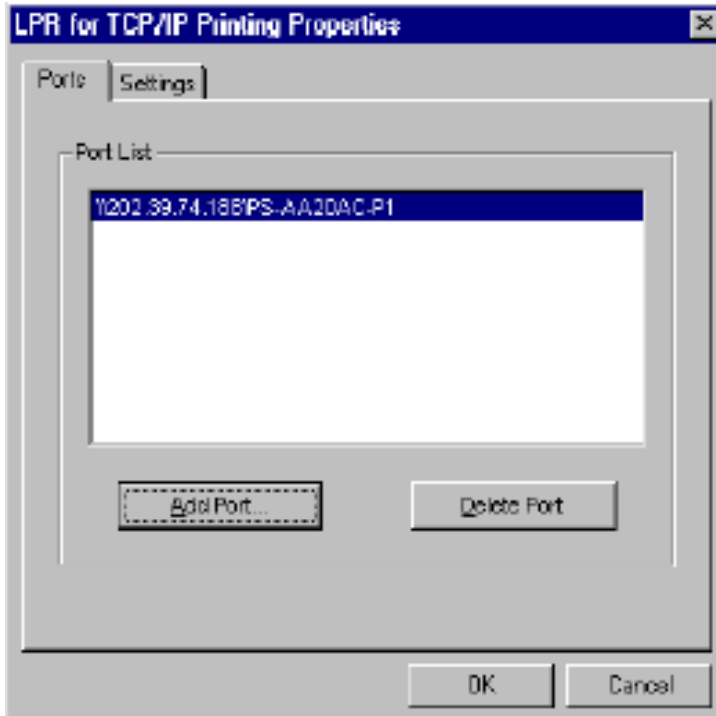 LPR for TCP/IP Printing Properties
Ports
Settings
Port List
\\202.39.74.188\PS-AA2DAC-P1
Add Port...
Delete Port
OK
Cancel